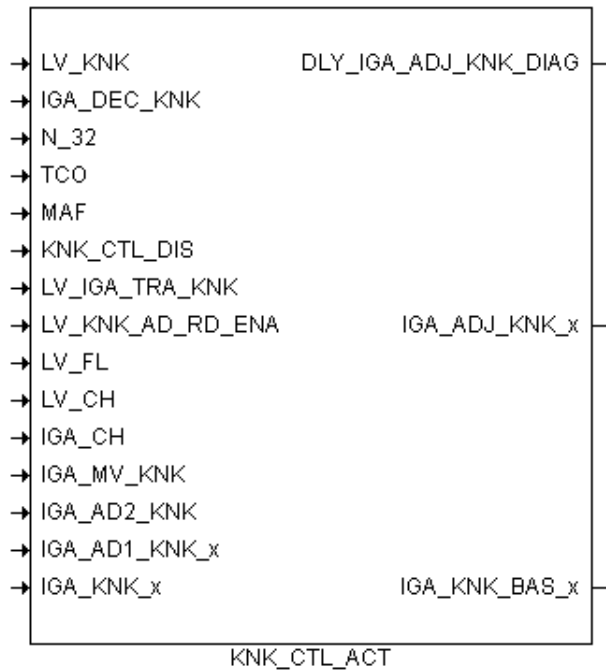 LV_KNK DLY_IGA_ADJ_KNK_DIAG
IGA_DEC_KNK
N_32
TCO
MAF
KNK_CTL_DIS
LV_IGA_TRA_KNK
LV_KNK_AD_RD_ENA IGA_ADJ_KNK_x
LV_FL
LV_CH
IGA_CH
IGA_MV_KNK
IGA_AD2_KNK
IGA_AD1_KNK_x
IGA_KNK_x IGA_KNK_BAS_x
KNK_CTL_ACT